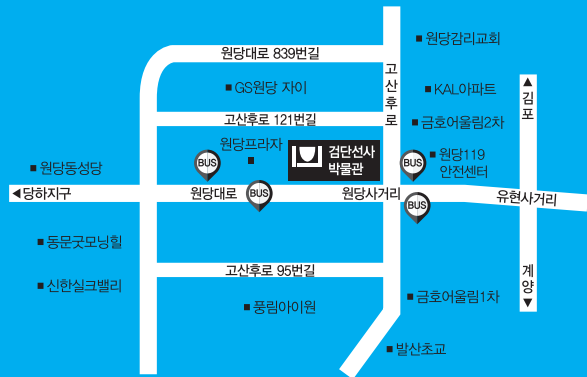 원당감리교회
원당대로 839번길
고산후로
GS원당 자이
KAL아파트
▲김포
고산후로 121번길
금호어울림2차
원당프라자
검단선사
박물관
원당119
안전센터
BUS
BUS
원당동성당
◀당하지구
원당대로
BUS
원당사거리
BUS
유현사거리
동문굿모닝힐
고산후로 95번길
계양▼
신한실크밸리
풍림아이원
금호어울림1차
발산초교